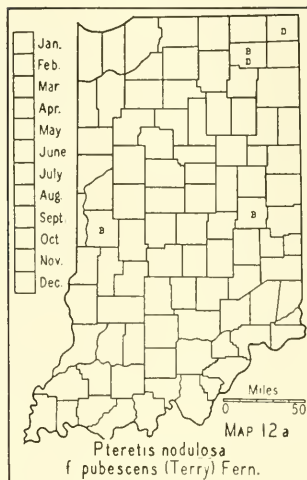 Jan.
Feb.
Mar
Apr.
May
June
July
Aug.
Sept.
Oct
Nov.
Dec.
D
B
D
B
B
Miles
0 50
MAP 12a
Pteretis nodulosa
f pubescens (Terry) Fern.